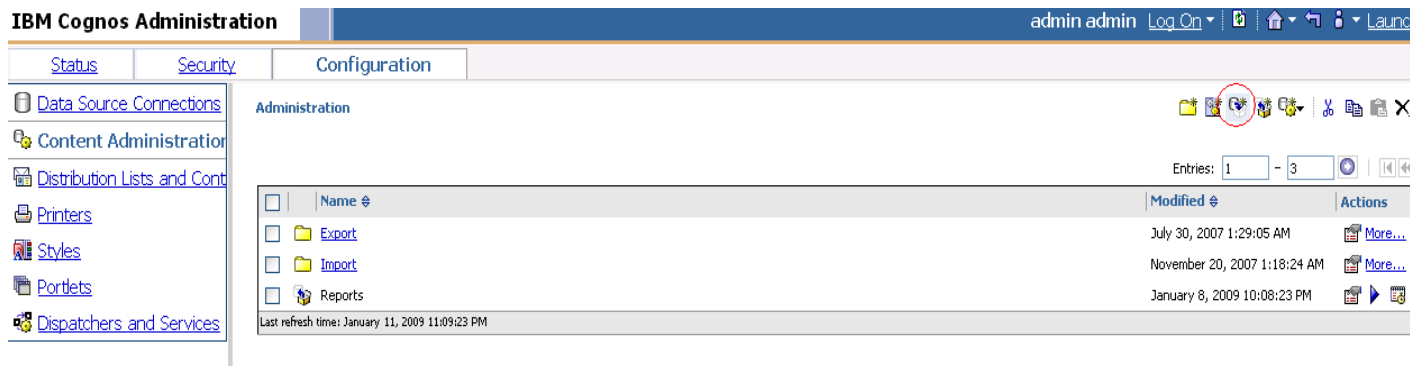 IBM Cognos Administration
admin admin Log On Launc
Status Security Configuration
Data Source Connections
Content Administration
Distribution Lists and Cont
Printers
Styles
Portlets
Dispatchers and Services
Administration
Entries: 1 - 3
Name Modified Actions
Export July 30, 2007 1:29:05 AM More...
Import November 20, 2007 1:18:24 AM More...
Reports January 8, 2009 10:08:23 PM
Last refresh time: January 11, 2009 11:09:23 PM